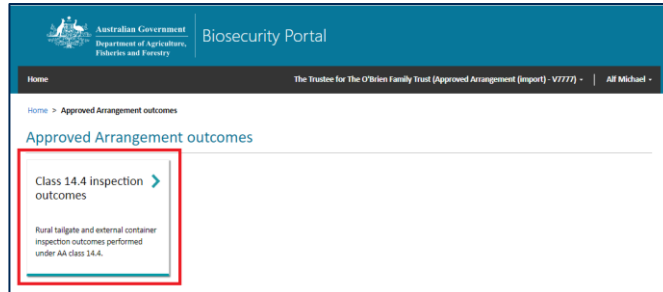 Australian Government
Department of Agriculture,
Fisheries and Forestry
Biosecurity Portal
Home
The Trustee for The O'Brien Family Trust (Approved Arrangement (import) - V7777)
Alf Michael
Home > Approved Arrangement outcomes
Approved Arrangement outcomes
Class 14.4 inspection
outcomes
Rural tailgate and external container
inspection outcomes performed
under AA class 14.4.